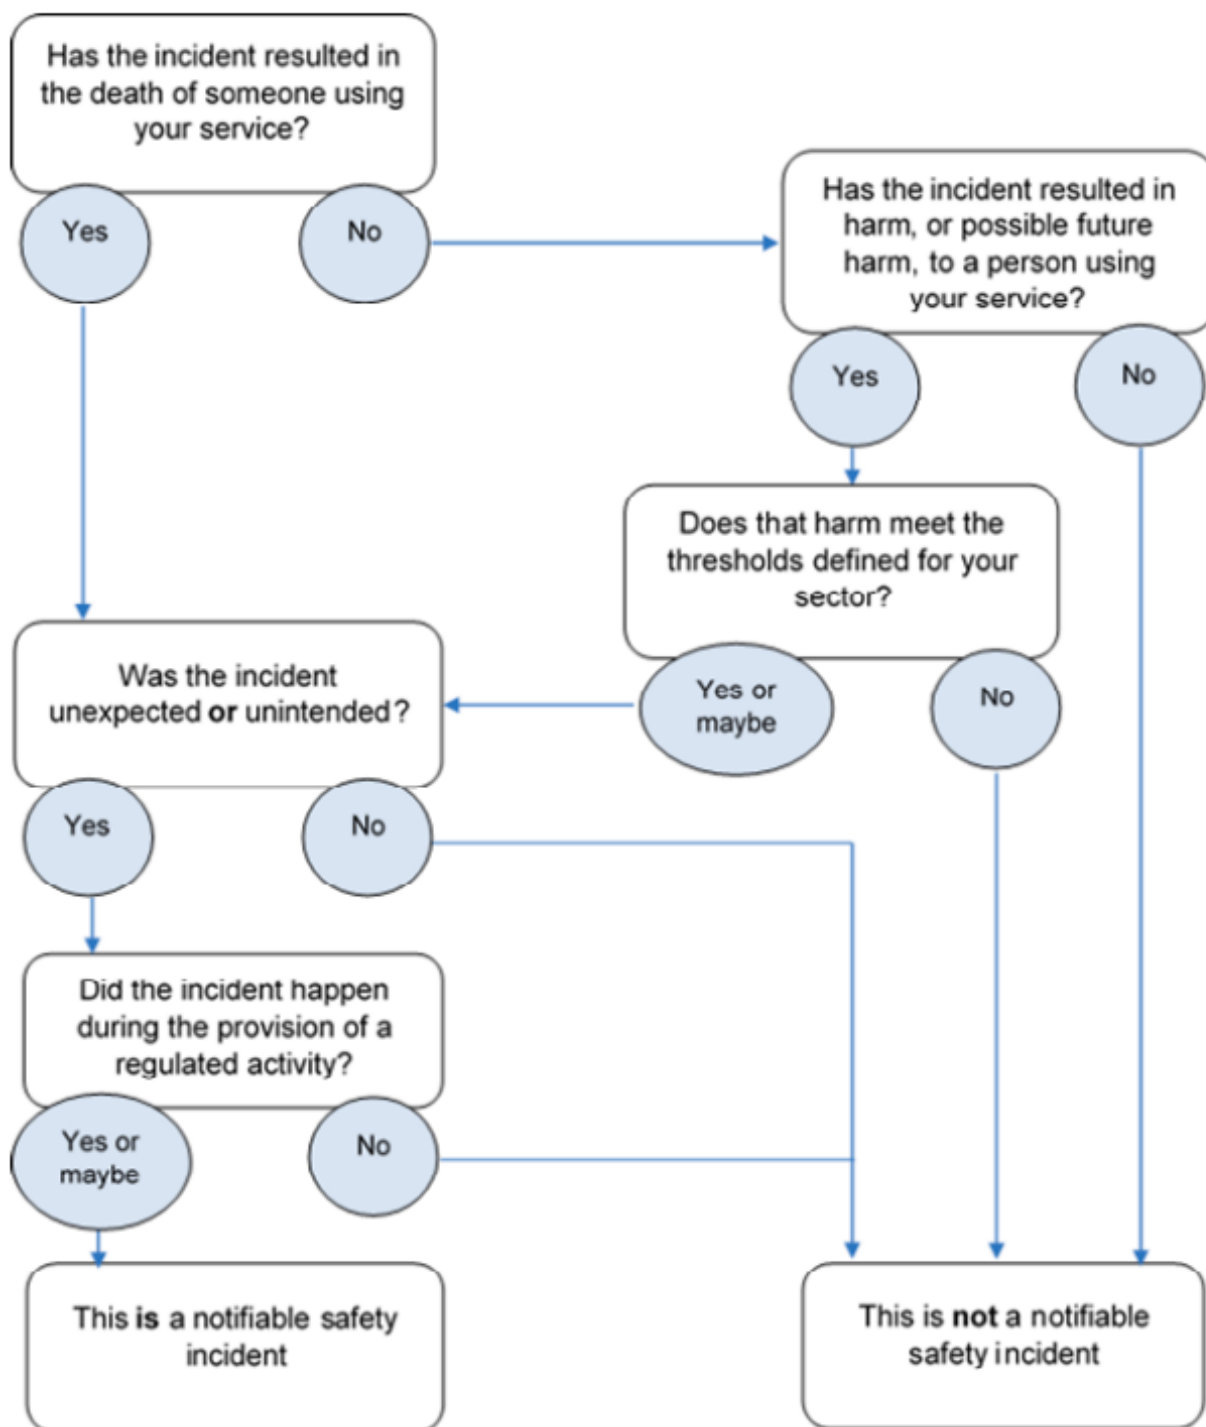 Has the incident resulted in
the death of someone using
your service?
Yes
No
Has the incident resulted in
harm, or possible future
harm, to a person using
your service?
Yes
No
Does that harm meet the
thresholds defined for your
sector?
Yes or
maybe
No
Was the incident
unexpected or unintended?
Yes
No
Did the incident happen
during the provision of a
regulated activity?
Yes or
maybe
No
This is a notifiable safety
incident
This is not a notifiable
safety incident